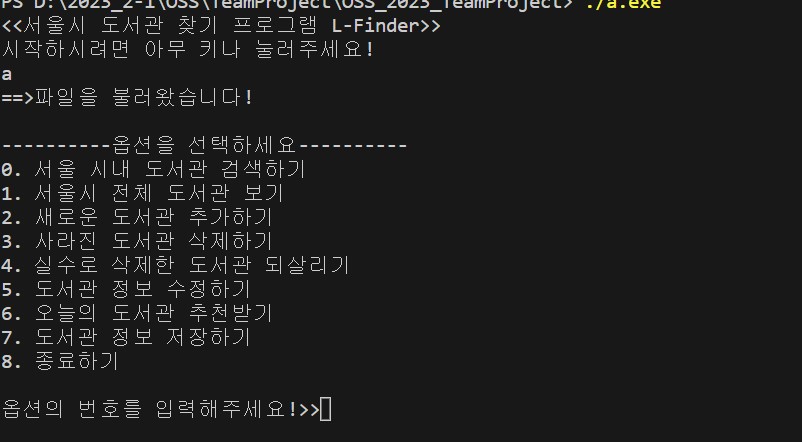 PS D:\2023_2-1\OSS\TeamProject\OSS_2023_TeamProject> ./a.exe
<<서울시 도서관 찾기 프로그램 L-Finder>>
시작하시려면 아무 키나 눌러주세요!
a
==>파일을 불러왔습니다!
----------옵션을 선택하세요----------
0. 서울 시내 도서관 검색하기
1. 서울시 전체 도서관 보기
2. 새로운 도서관 추가하기
3. 사라진 도서관 삭제하기
4. 실수로 삭제한 도서관 되살리기
5. 도서관 정보 수정하기
6. 오늘의 도서관 추천받기
7. 도서관 정보 저장하기
8. 종료하기
옵션의 번호를 입력해주세요!>>